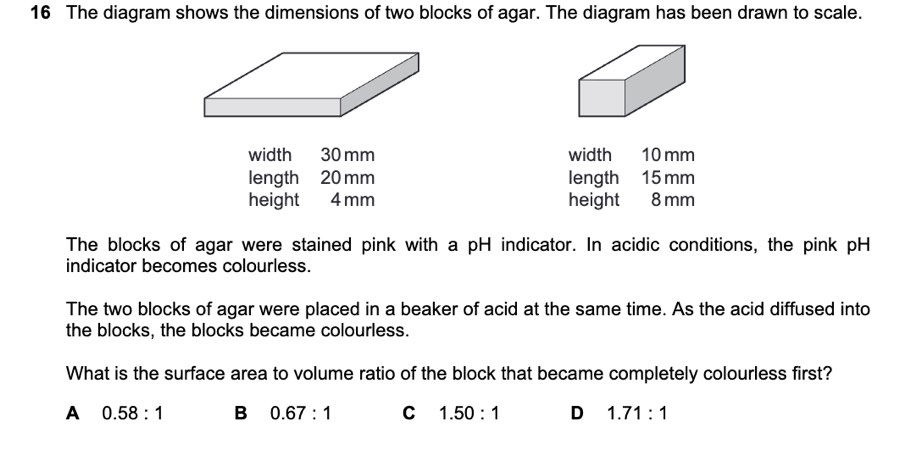 16 The diagram shows the dimensions of two blocks of agar. The diagram has been drawn to scale.
width 30 mm
length 20 mm
height 4 mm
width 10 mm
length 15 mm
height 8 mm
The blocks of agar were stained pink with a pH indicator. In acidic conditions, the pink pH
indicator becomes colourless.
The two blocks of agar were placed in a beaker of acid at the same time. As the acid diffused into
the blocks, the blocks became colourless.
What is the surface area to volume ratio of the block that became completely colourless first?
A 0.58 : 1 B 0.67 : 1 C 1.50 : 1 D 1.71 : 1